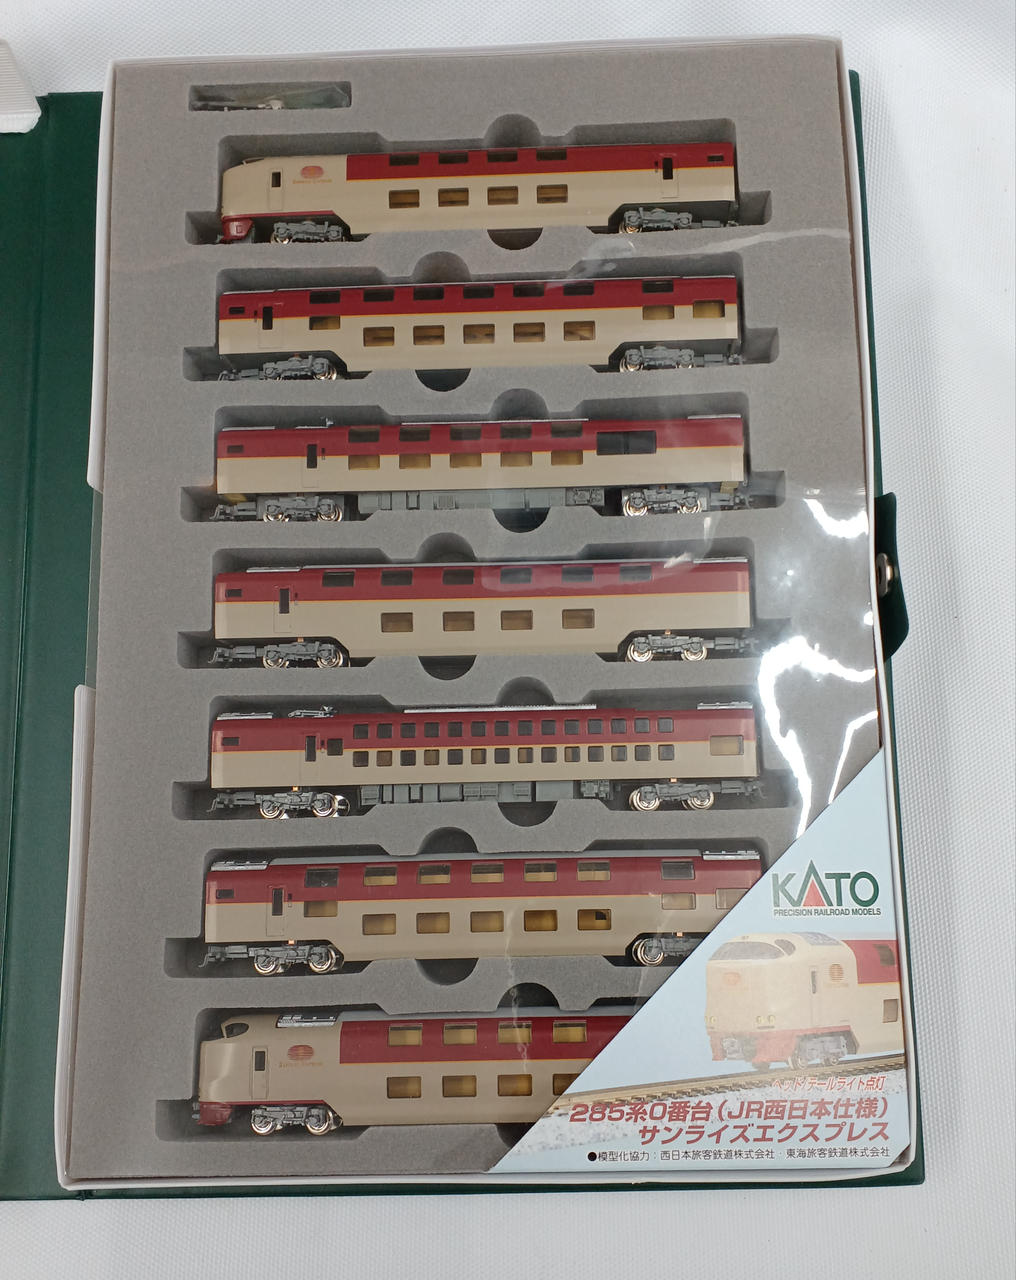 KATO
PRECISION RAILROAD MODELS
ヘッド/テールライト点灯
285系0番台(JR西日本仕様)
サンライズエクスプレス
●模型化協力:西日本旅客鉄道株式会社・東海旅客鉄道株式会社